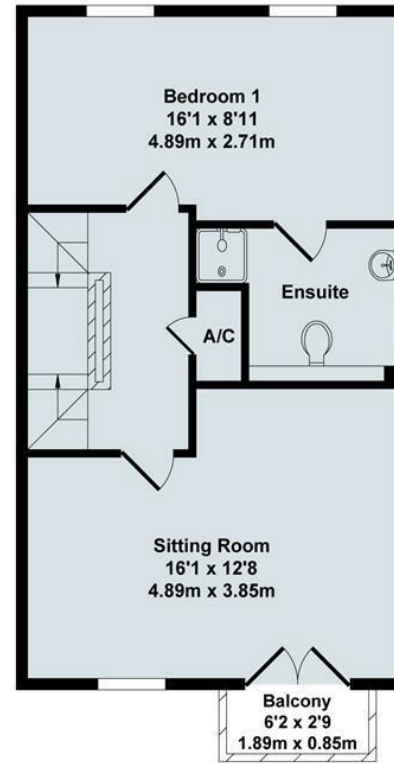 Bedroom 1
16'1 x 8'11
4.89m x 2.71m
Ensuite
A/C
Sitting Room
16'1 x 12'8
4.89m x 3.85m
Balcony
6'2 x 2'9
1.89m x 0.85m